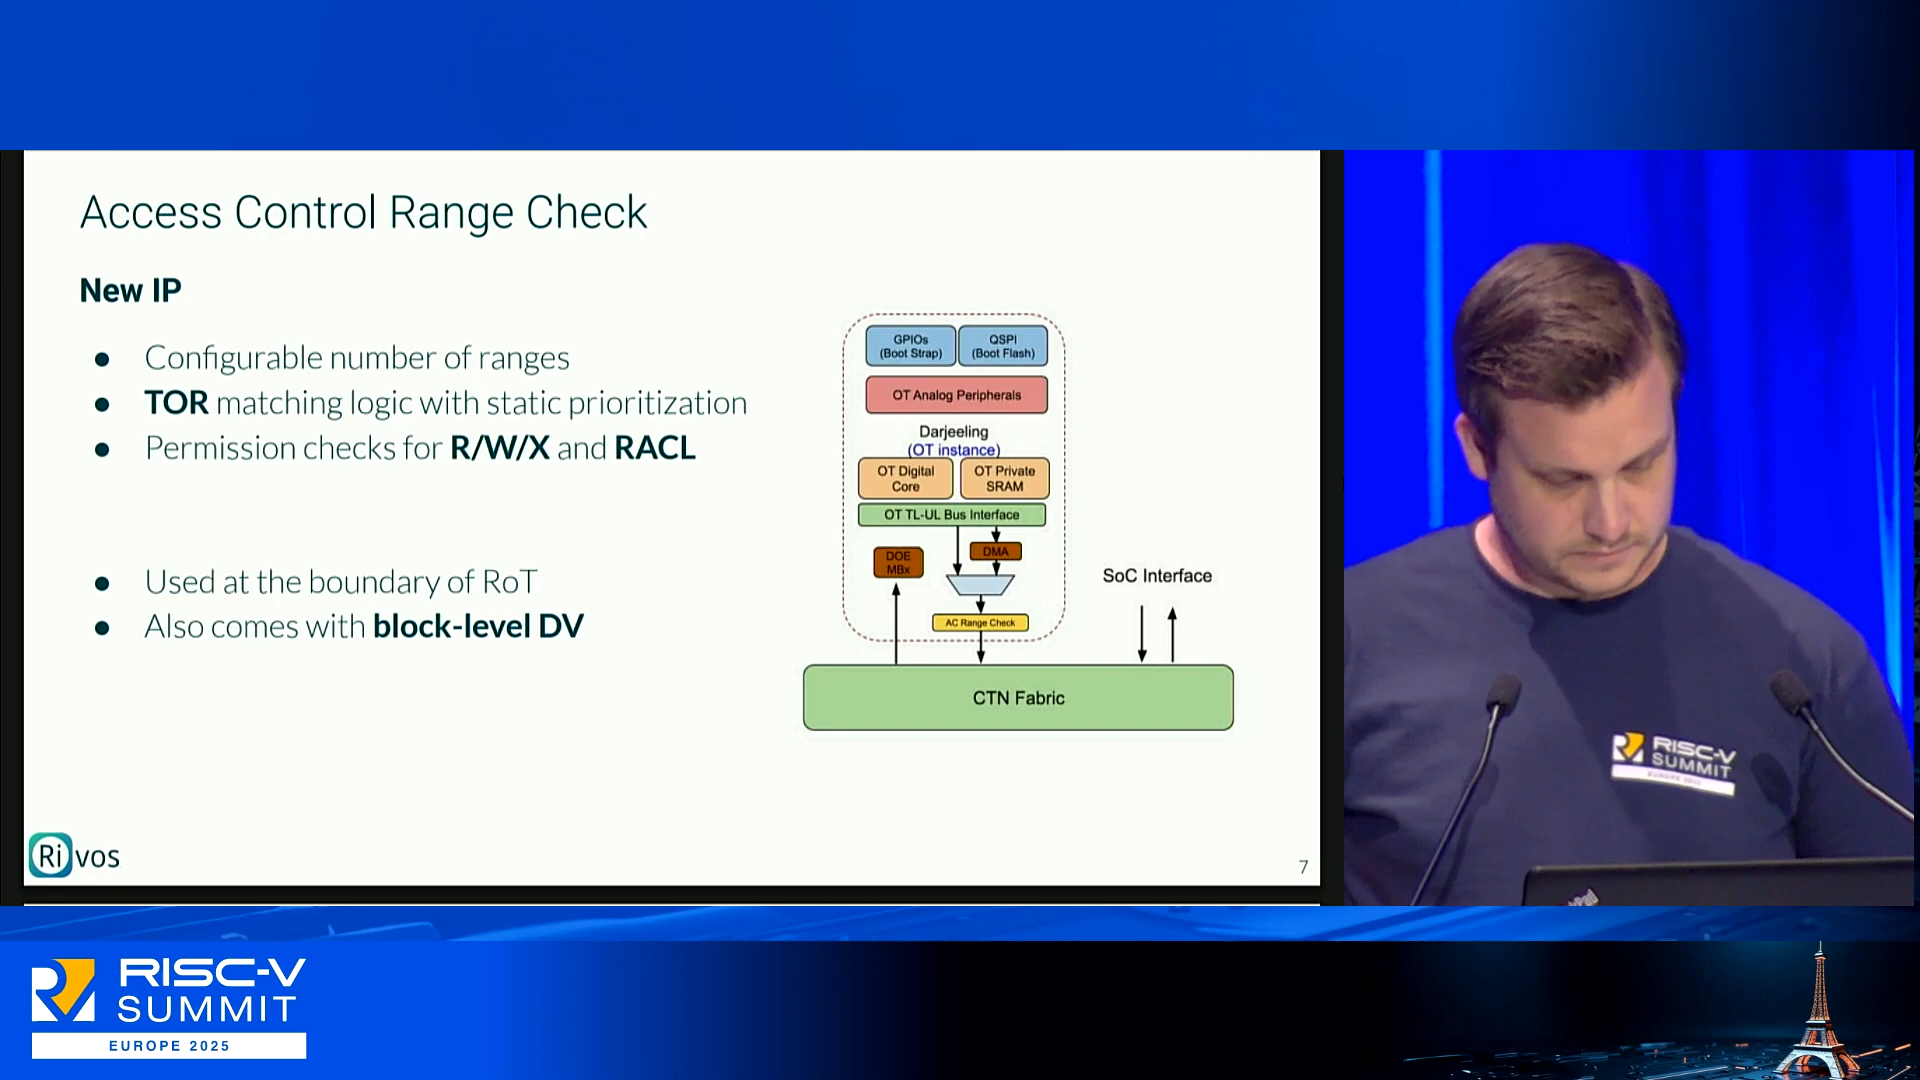 Access Control Range Check
New IP
● Configurable number of ranges
● TOR matching logic with static prioritization
● Permission checks for R/W/X and RACL
● Used at the boundary of RoT
● Also comes with block-level DV
GPIOs
(Boot Strap)
QSPI
(Boot Flash)
OT Analog Peripherals
Darjeeling
(OT instance)
OT Digital
Core
OT Private
SRAM
OT TL-UL Bus Interface
DOE
MBx
DMA
AC Range Check
SoC Interface
CTN Fabric
Rivos
7
RISC-V
SUMMIT
EUROPE 2025
RISC-V
SUMMIT
EUROPE 2025